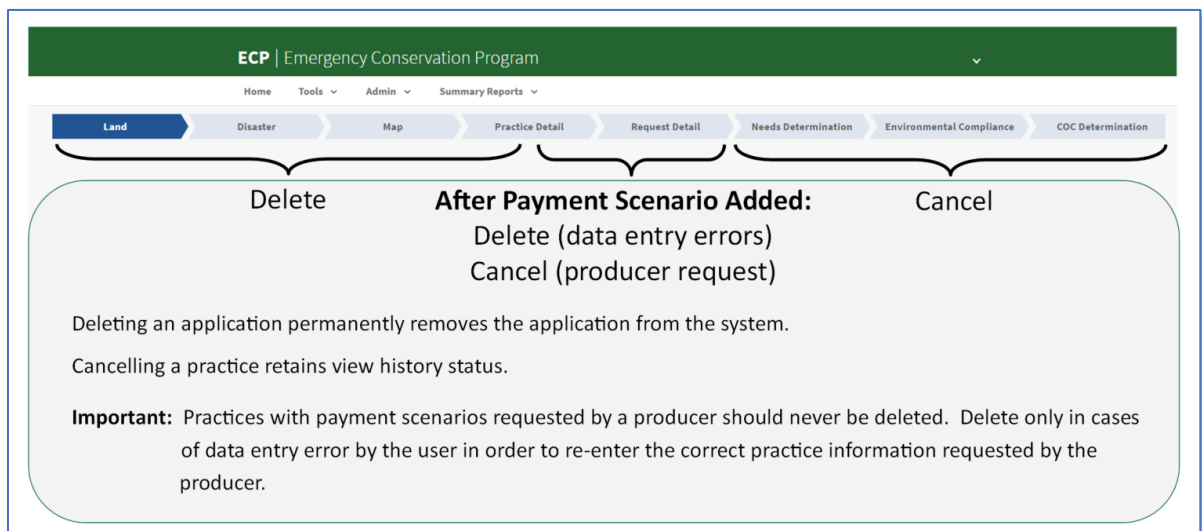 ECP | Emergency Conservation Program
Home Tools Admin Summary Reports
Land Disaster Map Practice Detail Request Detail Needs Determination Environmental Compliance COC Determination
Delete After Payment Scenario Added: Cancel
Delete (data entry errors)
Cancel (producer request)
Deleting an application permanently removes the application from the system.
Cancelling a practice retains view history status.
Important: Practices with payment scenarios requested by a producer should never be deleted. Delete only in cases
of data entry error by the user in order to re-enter the correct practice information requested by the
producer.